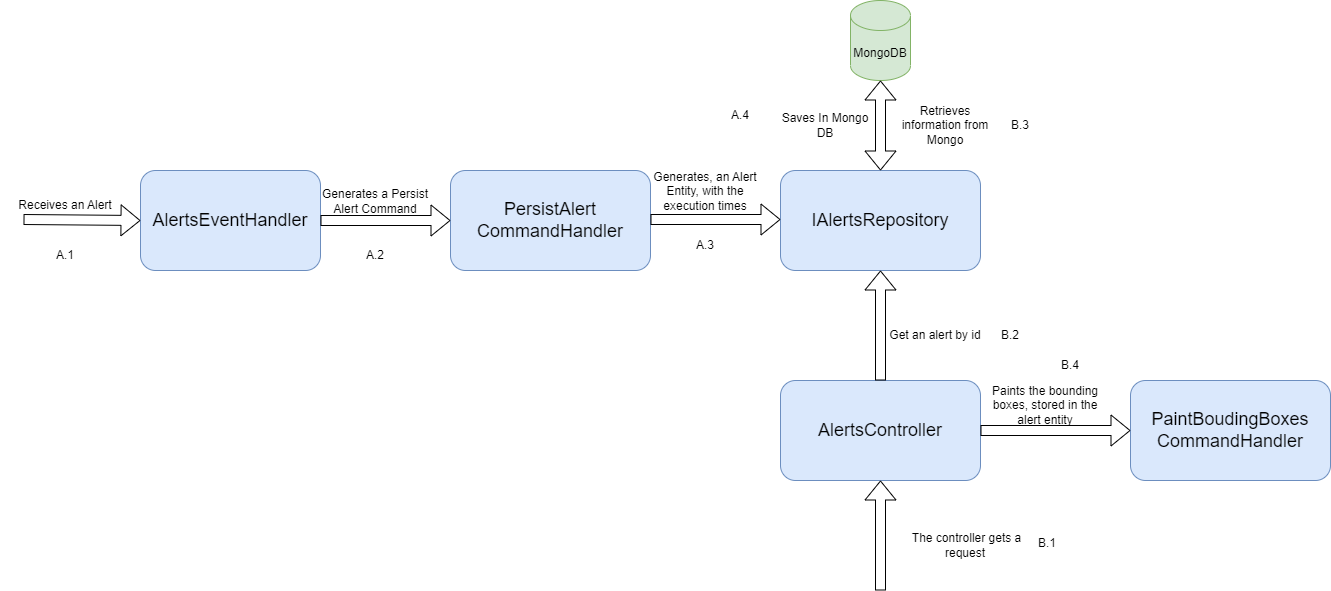 MongoDB
A.4
Saves In Mongo
DB
Retrieves
information from
Mongo
B.3
Receives an Alert
A.1
AlertsEventHandler
Generates a Persist
Alert Command
A.2
PersistAlert
CommandHandler
Generates, an Alert
Entity, with the
execution times
A.3
IAlertsRepository
Get an alert by id
B.2
B.4
AlertsController
Paints the bounding
boxes, stored in the
alert entity
PaintBoudingBoxes
CommandHandler
The controller gets a
request
B.1